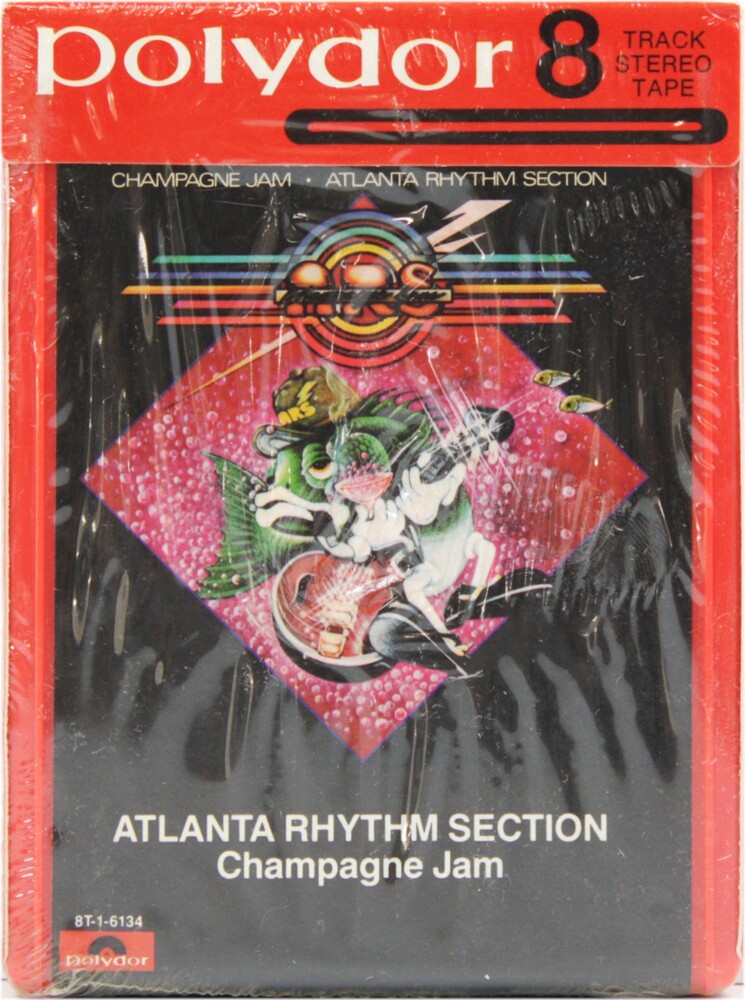 polydor 8 TRACK
STEREO
TAPE
CHAMPAGNE JAM · ATLANTA RHYTHM SECTION
ARS
ARS
ATLANTA RHYTHM SECTION
Champagne Jam
8T-1-6134
polydor